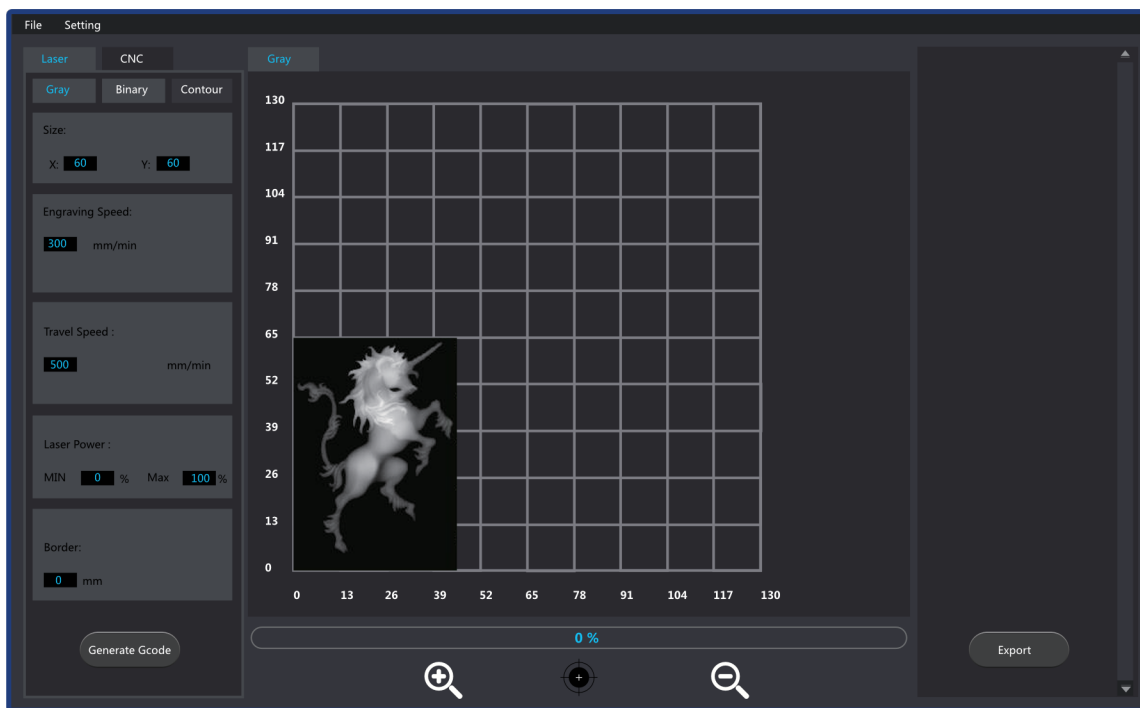 File Setting
Laser CNC
Gray Binary Contour
Size:
X: 60 Y: 60
Engraving Speed:
300 mm/min
Travel Speed :
500 mm/min
Laser Power :
MIN 0 % Max 100 %
Border:
0 mm
Generate Gcode
Gray
130
117
104
91
78
65
52
39
26
13
0
0 13 26 39 52 65 78 91 104 117 130
0 %
Export